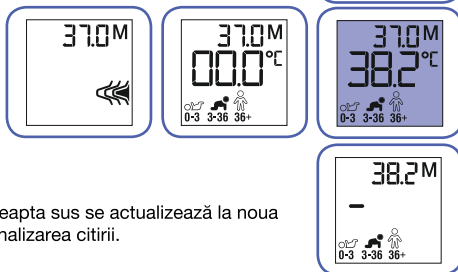 37.0M
37.0M
00.0°C
0-3 3-36 36+
37.0M
38.2°C
0-3 3-36 36+
38.2M
–
0-3 3-36 36+
eapta sus se actualizează la noua
nalizarea citirii.